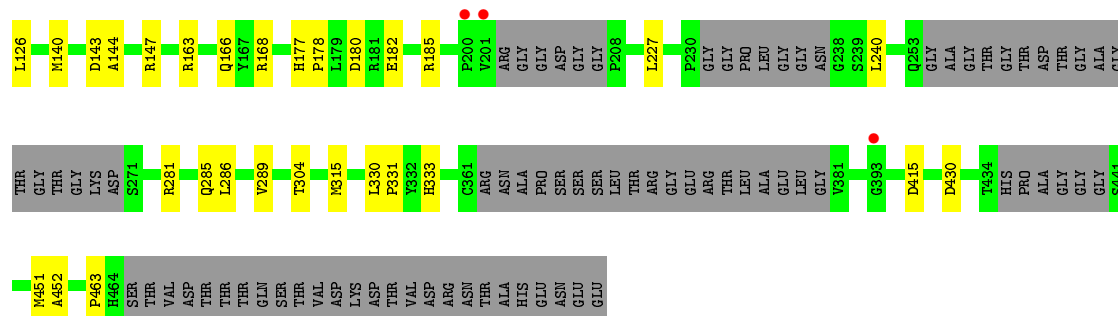 L126 M140 D143 A144 R147 R163 Q166 Y167 R168 H177 P178 L179 D180 R181 E182 R185 P200 V201 ARG GLY GLY ASP GLY GLY P208 L227 P230 GLY GLY PRO LEU GLY GLY ASN G238 S239 L240 Q253 GLY ALA GLY THR GLY THR ASP THR GLY ALA GLY
THR GLY THR GLY LYS ASP S271 R281 Q285 L286 V289 T304 M315 L330 P331 Y332 H333 C361 ARG ASN ALA PRO SER SER SER LEU THR ARG GLY GLU ARG THR LEU ALA GLU LEU GLY V381 G393 D415 D430 T434 HIS PRO ALA GLY GLY GLY S441
M451 A452 P463 H464 SER THR VAL ASP THR THR THR GLN SER THR VAL ASP LYS ASP THR VAL ASP ARG ASN THR ALA HIS GLU ASN GLU GLU